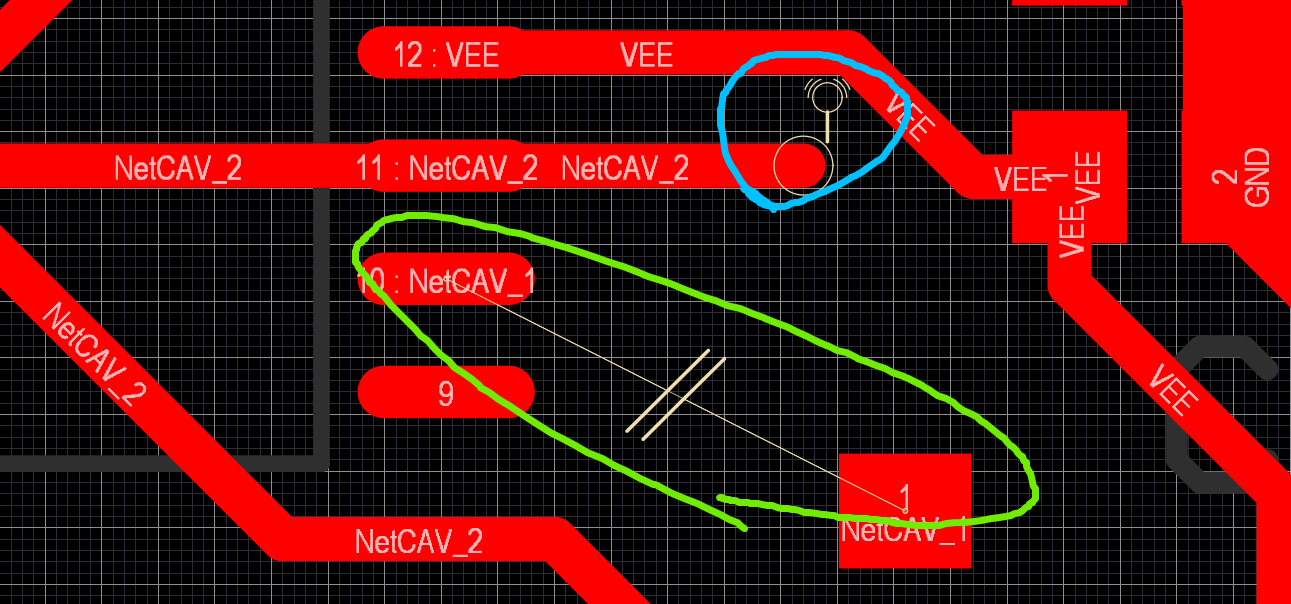 12 : VEE
VEE
VEE
NetCAV_2
11 : NetCAV_2
NetCAV_2
VEE
1
VEE
2
GND
VEE
10 : NetCAV_1
NetCAV_2
9
VEE
1
NetCAV_1
NetCAV_2